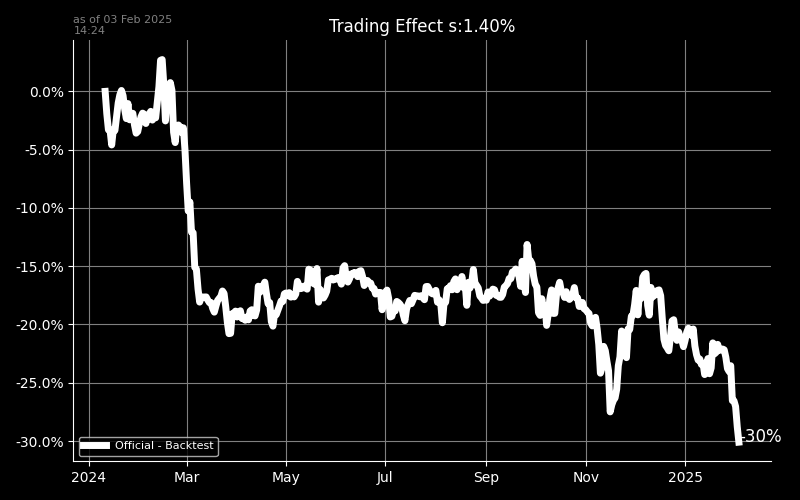 as of 03 Feb 2025
14:24
Trading Effect s:1.40%
0.0%
-5.0%
-10.0%
-15.0%
-20.0%
-25.0%
-30.0%
-30%
Official - Backtest
2024
Mar
May
Jul
Sep
Nov
2025